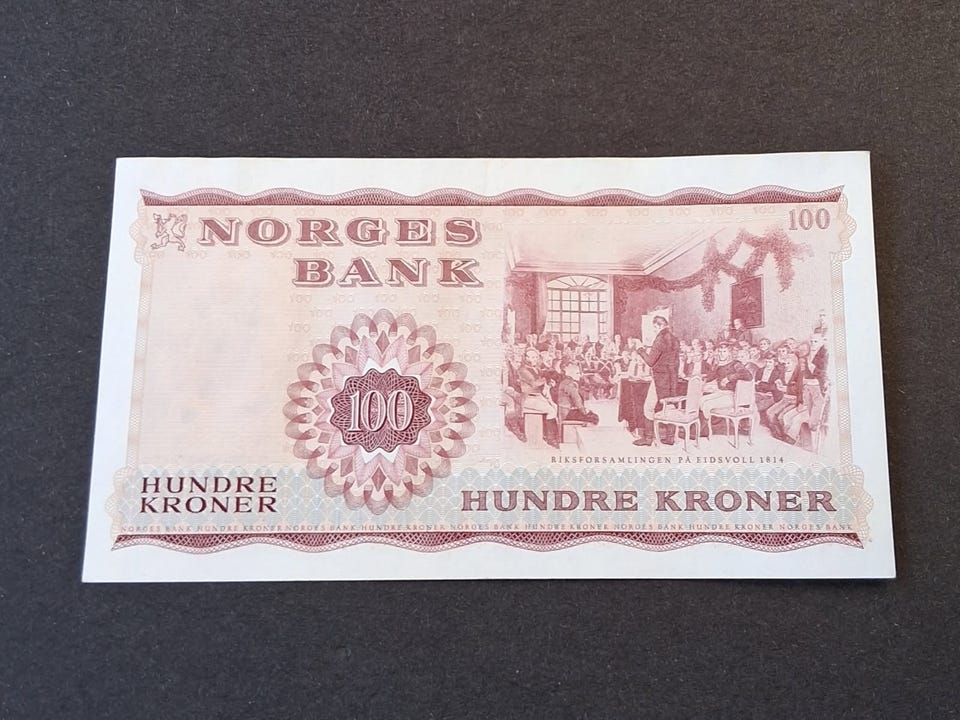 NORGES
BANK
100
100
RIKSFORSAMLINGEN PÅ EIDSVOLL 1814
HUNDRE
KRONER
HUNDRE KRONER
NORGES BANK HUNDRE KRONER NORGES BANK HUNDRE KRONER NORGES BANK HUNDRE KRONER NORGES BANK HUNDRE KRONER NORGES BANK